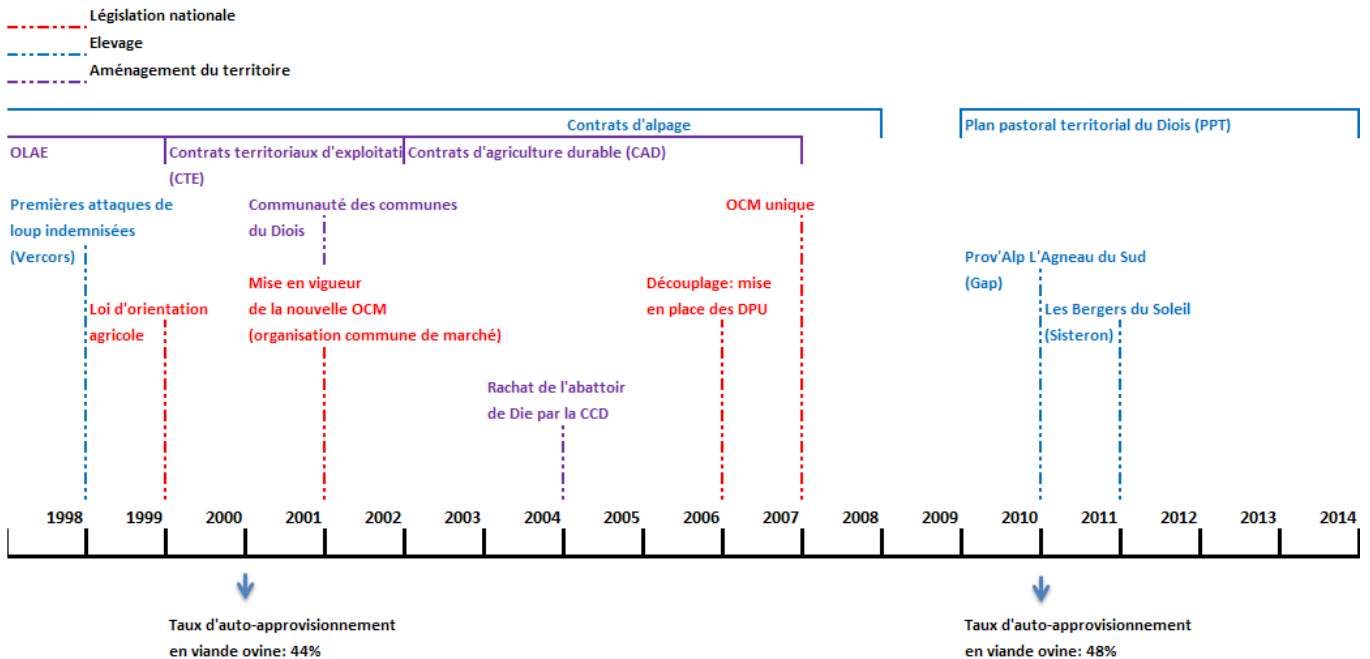 Législation nationale
Elevage
Aménagement du territoire
Contrats d'alpage
Plan pastoral territorial du Diois (PPT)
OLAE
Contrats territoriaux d'exploitati
(CTE)
Contrats d'agriculture durable (CAD)
Premières attaques de
loup indemnisées
(Vercors)
Communauté des communes
du Diois
OCM unique
Loi d'orientation
agricole
Mise en vigueur
de la nouvelle OCM
(organisation commune de marché)
Découplage: mise
en place des DPU
Prov'Alp L'Agneau du Sud
(Gap)
Les Bergers du Soleil
(Sisteron)
Rachat de l'abattoir
de Die par la CCD
1998 1999 2000 2001 2002 2003 2004 2005 2006 2007 2008 2009 2010 2011 2012 2013 2014
Taux d'auto-approvisionnement
en viande ovine: 44%
Taux d'auto-approvisionnement
en viande ovine: 48%